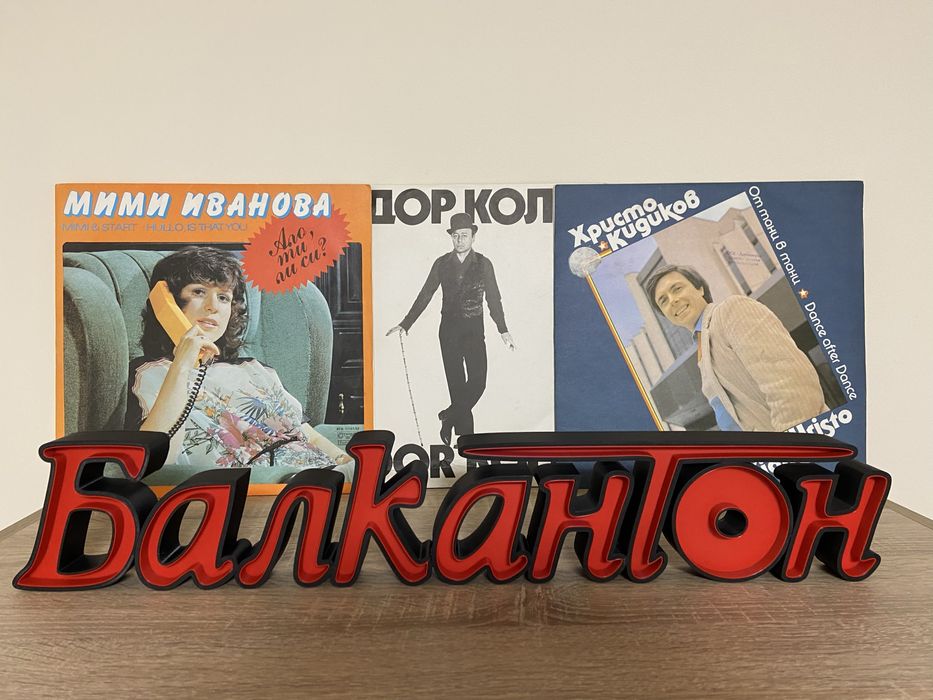 МИМИ ИВАНОВА
MIMI & START · HULLO, IS THAT YOU
Ало,
ти
ли си?
ДОР КОЛ
Христо
Кидиков
От танц в танц ★ Dance after Dance
Hristo
Балкантон